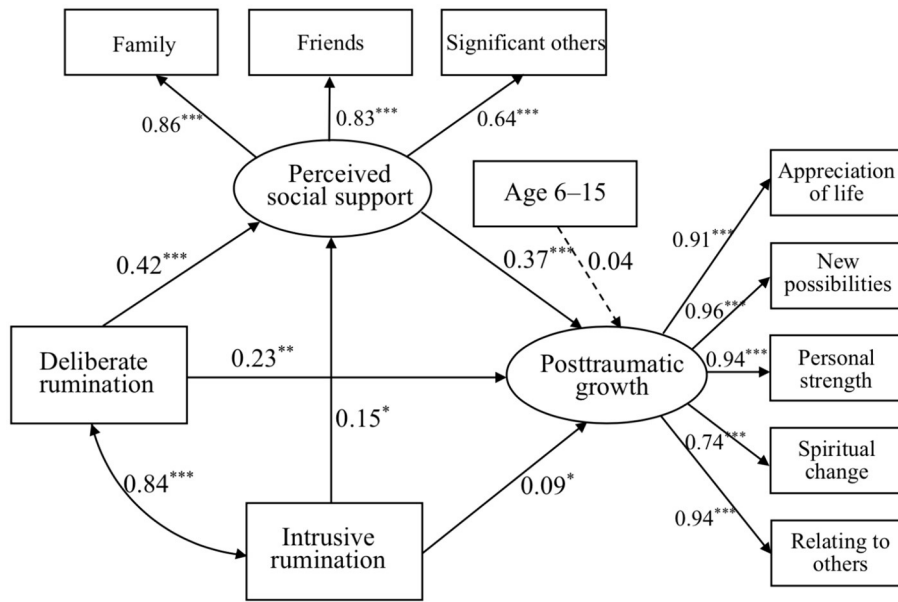 Family
Friends
Significant others
0.86***
0.83***
0.64***
Perceived
social support
Age 6–15
Appreciation
of life
0.42***
0.37***
0.04
0.91***
New
possibilities
0.96***
Deliberate
rumination
0.23**
Posttraumatic
growth
0.94***
Personal
strength
0.15*
0.74***
Spiritual
change
0.84***
0.09*
0.94***
Intrusive
rumination
Relating to
others